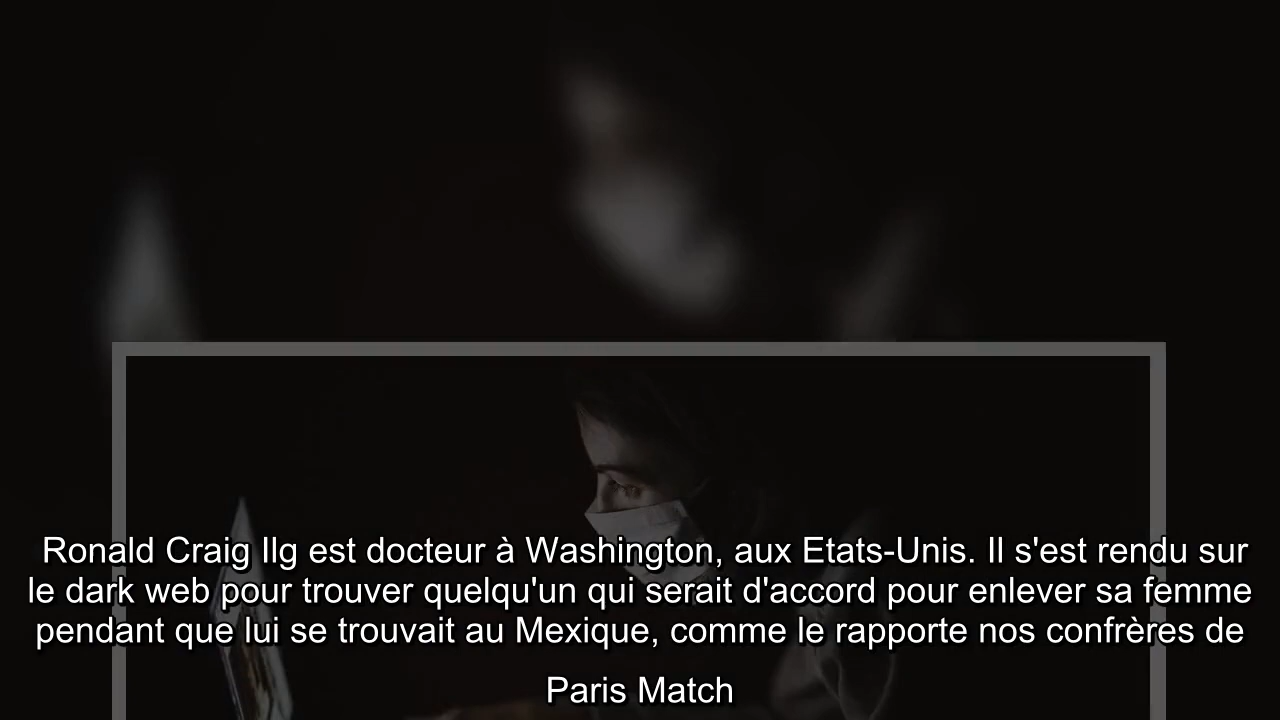 Ronald Craig Ilg est docteur à Washington, aux Etats-Unis. Il s'est rendu sur
le dark web pour trouver quelqu'un qui serait d'accord pour enlever sa femme
pendant que lui se trouvait au Mexique, comme le rapporte nos confrères de
Paris Match